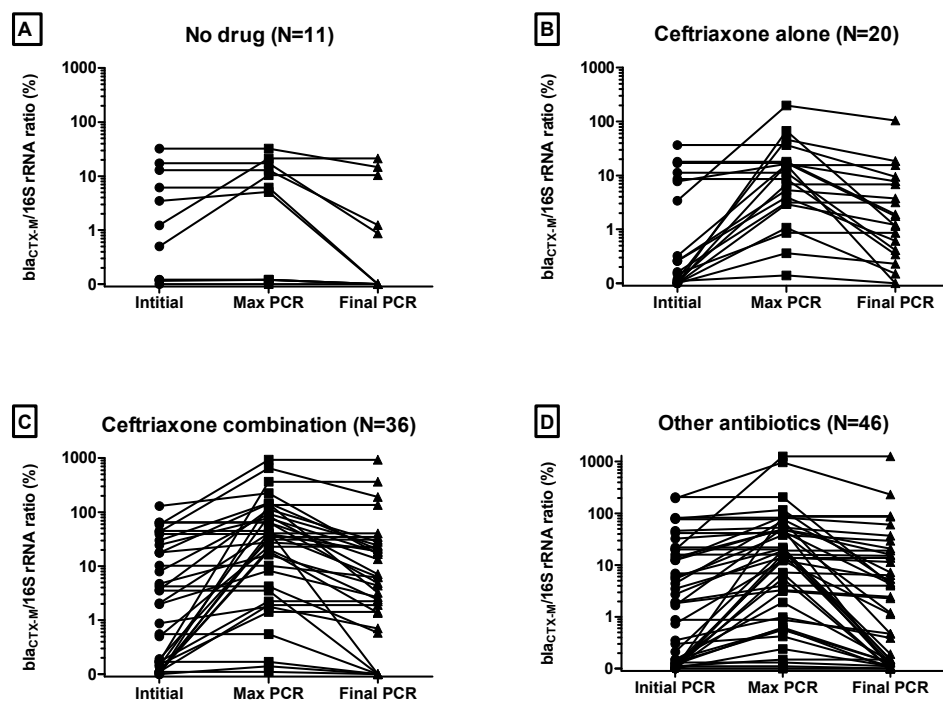 A
No drug (N=11)
blaCTX-M/16S rRNA ratio (%)
1000
100
10
1
0
Intitial
Max PCR
Final PCR
B
Ceftriaxone alone (N=20)
blaCTX-M/16S rRNA ratio (%)
1000
100
10
1
0
Intitial
Max PCR
Final PCR
C
Ceftriaxone combination (N=36)
blaCTX-M/16S rRNA ratio (%)
1000
100
10
1
0
Intitial
Max PCR
Final PCR
D
Other antibiotics (N=46)
blaCTX-M/16S rRNA ratio (%)
1000
100
10
1
0
Initial PCR
Max PCR
Final PCR